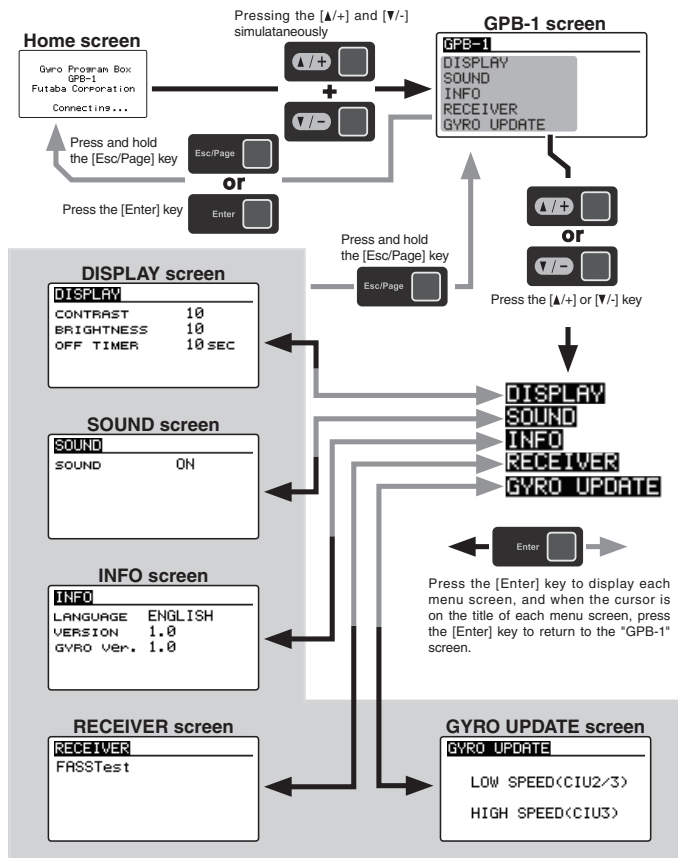 Pressing the [▲/+] and [▼/-]
simulataneously
GPB-1 screen
Home screen
Gyro Program Box
GPB-1
Futaba Corporation
Connecting...
▲/+
+
▼/-
GPB-1
DISPLAY
SOUND
INFO
RECEIVER
GYRO UPDATE
Press and hold
the [Esc/Page] key
Esc/Page
or
Press the [Enter] key
Enter
▲/+
or
▼/-
Press the [▲/+] or [▼/-] key
Press and hold
the [Esc/Page] key
Esc/Page
DISPLAY screen
DISPLAY
CONTRAST 10
BRIGHTNESS 10
OFF TIMER 10 SEC
DISPLAY
SOUND
INFO
RECEIVER
GYRO UPDATE
SOUND screen
SOUND
SOUND ON
Enter
Press the [Enter] key to display each
menu screen, and when the cursor is
on the title of each menu screen, press
the [Enter] key to return to the "GPB-1"
screen.
INFO screen
INFO
LANGUAGE ENGLISH
VERSION 1.0
GYRO Ver. 1.0
RECEIVER screen
RECEIVER
FASSTest
GYRO UPDATE screen
GYRO UPDATE
LOW SPEED(CIU2/3)
HIGH SPEED(CIU3)